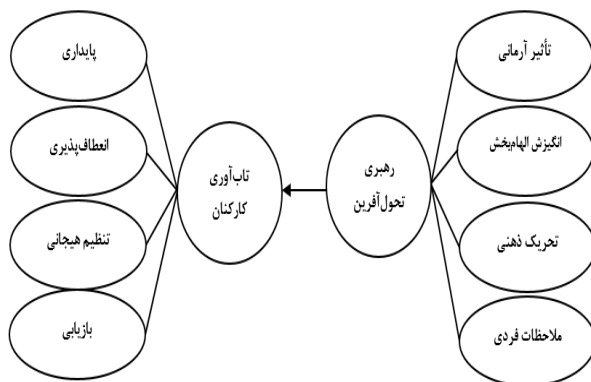 تأثیر آرمانی
انگیزش الهام‌بخش
تحریک ذهنی
ملاحظات فردی
رهبری
تحول‌آفرین
تاب‌آوری
کارکنان
پایداری
انعطاف‌پذیری
تنظیم هیجانی
بازیابی